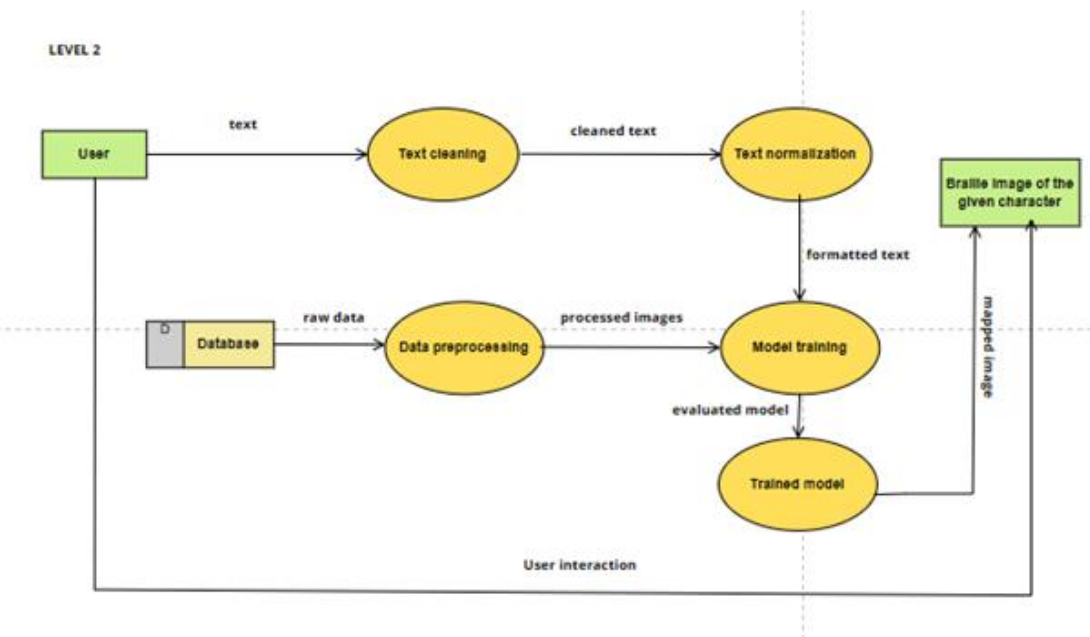 LEVEL 2
text
cleaned text
User
Text cleaning
Text normalization
Braille image of the
given character
formatted text
raw data
processed images
mapped image
D
Database
Data preprocessing
Model training
evaluated model
Trained model
User interaction